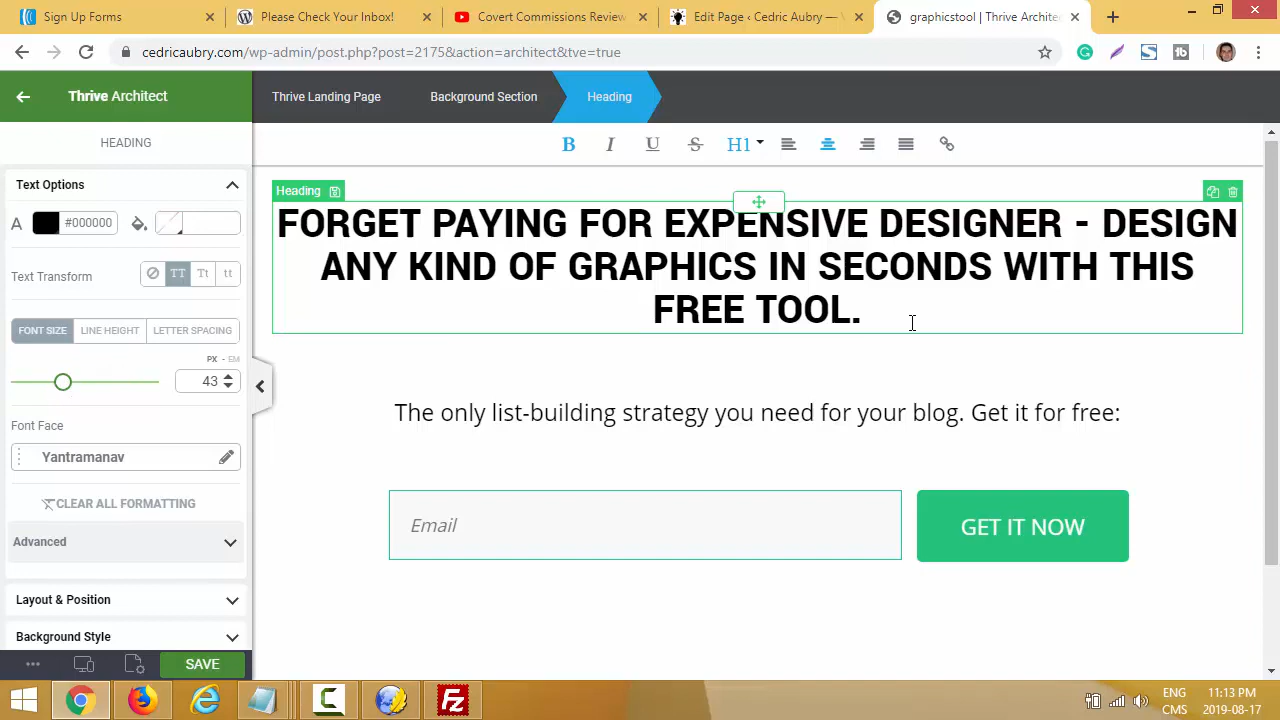 Sign Up Forms
Please Check Your Inbox!
Covert Commissions Review
Edit Page ‹ Cedric Aubry — W
graphicstool | Thrive Archite
cedricaubry.com/wp-admin/post.php?post=2175&action=architect&tve=true
Thrive Architect
Thrive Landing Page
Background Section
Heading
HEADING
B I U S H1
Text Options
Heading
A #000000
FORGET PAYING FOR EXPENSIVE DESIGNER - DESIGN
ANY KIND OF GRAPHICS IN SECONDS WITH THIS
FREE TOOL.
Text Transform TT Tt tt
FONT SIZE LINE HEIGHT LETTER SPACING
PX - EM
43
The only list-building strategy you need for your blog. Get it for free:
Font Face
Yantramanav
CLEAR ALL FORMATTING
Email
GET IT NOW
Advanced
Layout & Position
Background Style
SAVE
ENG 11:13 PM
CMS 2019-08-17